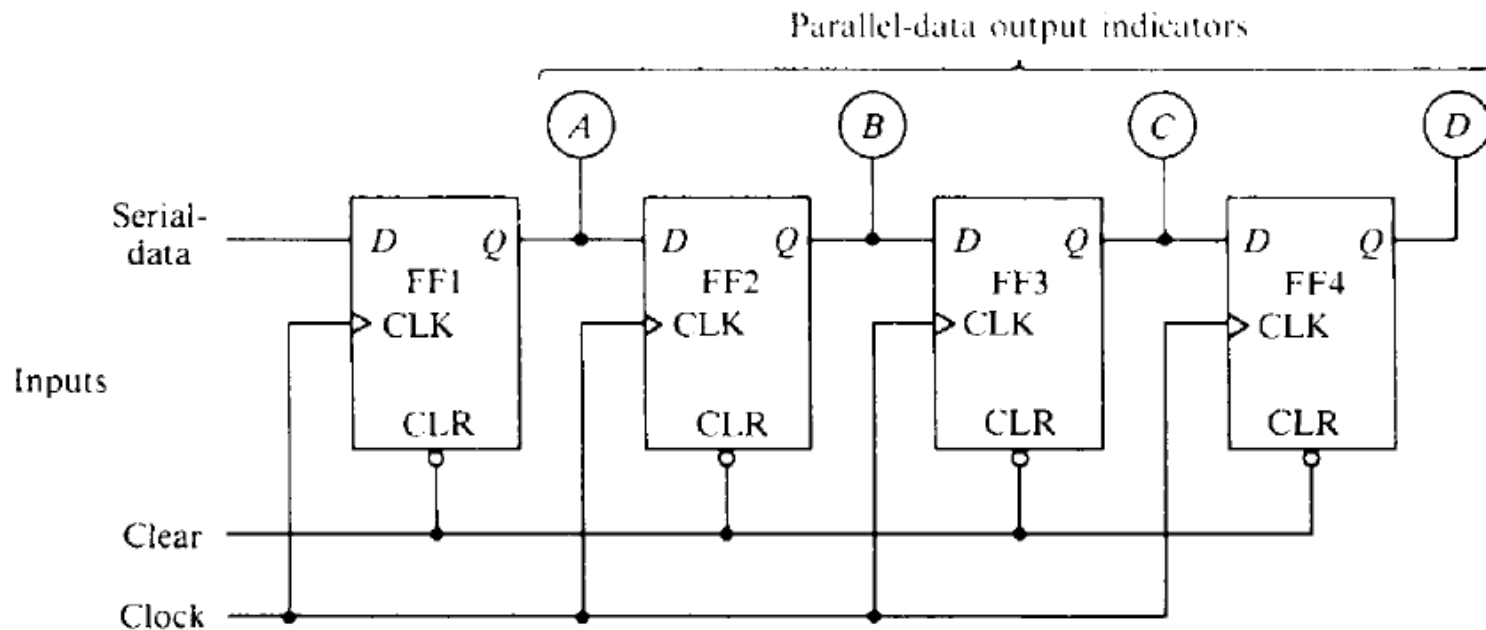 Parallel-data output indicators
A B C D
Serial-
data
D Q D Q D Q D Q
FF1 FF2 FF3 FF4
CLK CLK CLK CLK
Inputs
CLR CLR CLR CLR
Clear
Clock